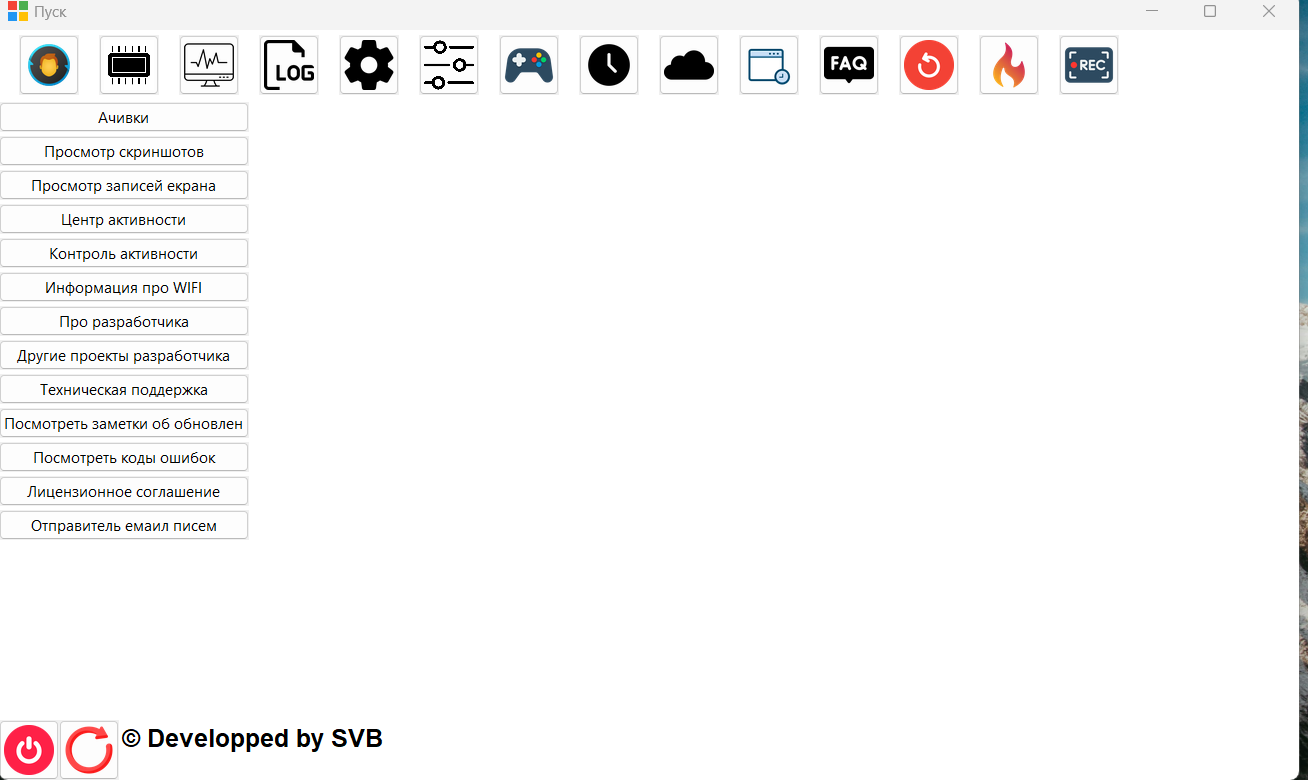 Пуск
LOG
FAQ
REC
Ачивки
Просмотр скриншотов
Просмотр записей екрана
Центр активности
Контроль активности
Информация про WIFI
Про разработчика
Другие проекты разработчика
Техническая поддержка
Посмотреть заметки об обновлен
Посмотреть коды ошибок
Лицензионное соглашение
Отправитель емаил писем
© Developped by SVB